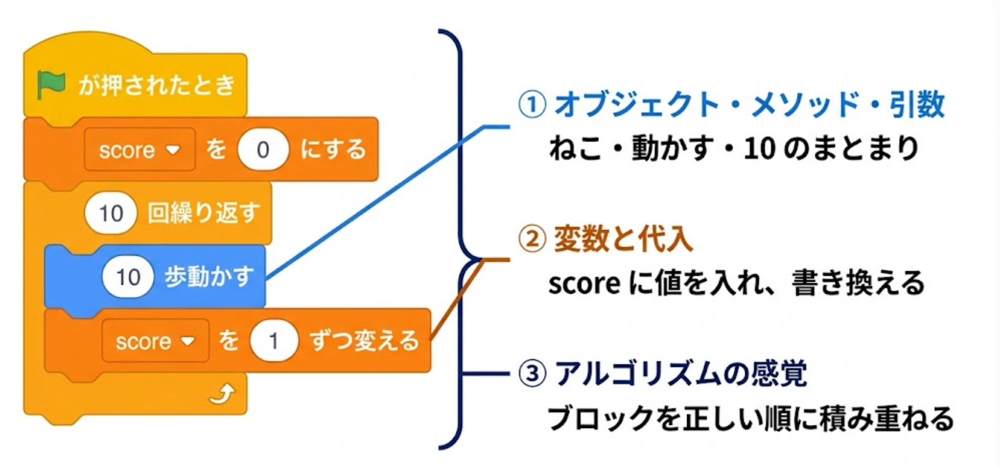 が押されたとき
score を 0 にする
10 回繰り返す
10 歩動かす
score を 1 ずつ変える
① オブジェクト・メソッド・引数
ねこ・動かす・10 のまとまり
② 変数と代入
score に値を入れ、書き換える
③ アルゴリズムの感覚
ブロックを正しい順に積み重ねる